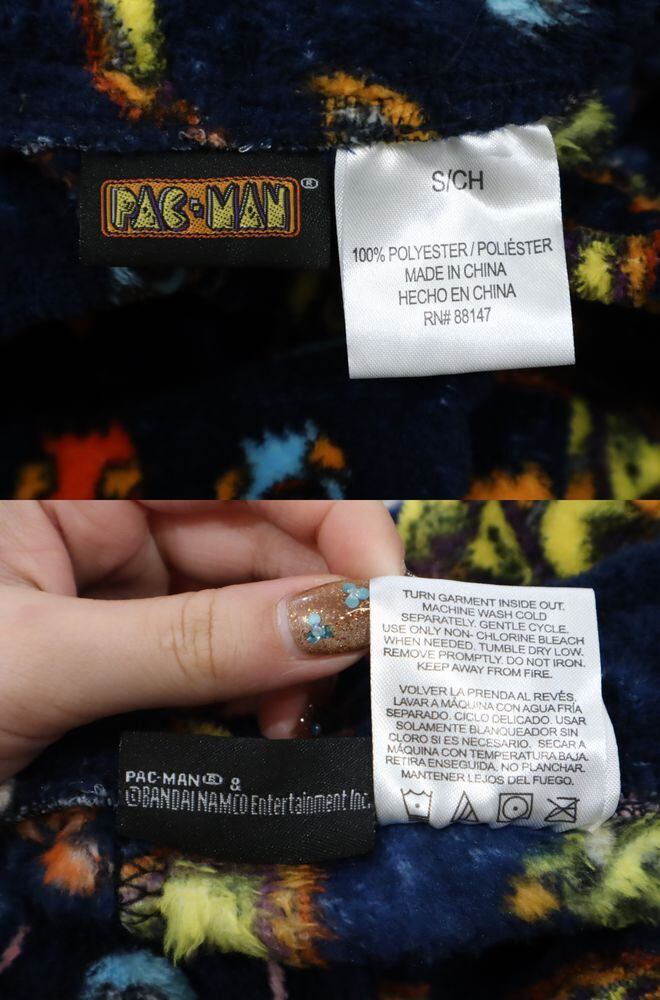 PAC-MAN®
S/CH
100% POLYESTER / POLIÉSTER
MADE IN CHINA
HECHO EN CHINA
RN# 88147
TURN GARMENT INSIDE OUT.
MACHINE WASH COLD
SEPARATELY. GENTLE CYCLE.
USE ONLY NON- CHLORINE BLEACH
WHEN NEEDED. TUMBLE DRY LOW.
REMOVE PROMPTLY. DO NOT IRON.
KEEP AWAY FROM FIRE.
VOLVER LA PRENDA AL REVÉS,
LAVAR A MÁQUINA CON AGUA FRÍA
SEPARADO. CICLO DELICADO. USAR
SOLAMENTE BLANQUEADOR SIN
CLORO SI ES NECESARIO. SECAR A
MÁQUINA CON TEMPERATURA BAJA.
RETIRA ENSEGUIDA. NO PLANCHAR.
MANTENER LEJOS DEL FUEGO.
PAC-MAN® &
©BANDAI NAMCO Entertainment Inc.